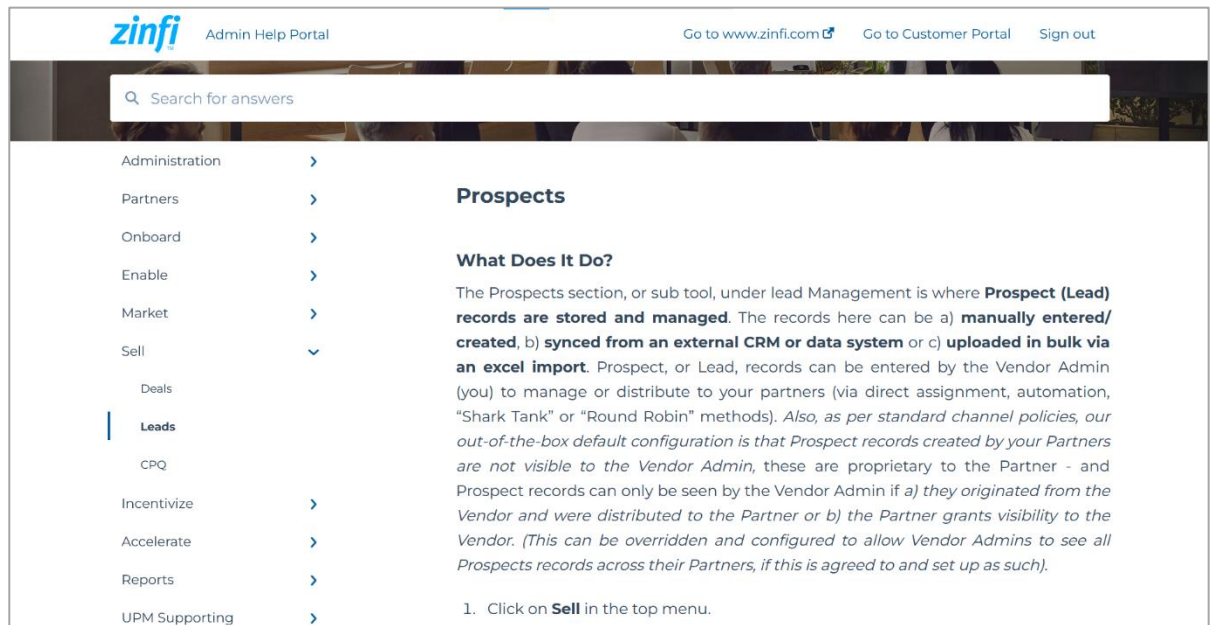 zinfi Admin Help Portal Go to www.zinfi.com Go to Customer Portal Sign out
Search for answers
Administration
Partners
Onboard
Enable
Market
Sell
Deals
Leads
CPQ
Incentivize
Accelerate
Reports
UPM Supporting
Prospects
What Does It Do?
The Prospects section, or sub tool, under lead Management is where Prospect (Lead)
records are stored and managed. The records here can be a) manually entered/
created, b) synced from an external CRM or data system or c) uploaded in bulk via
an excel import. Prospect, or Lead, records can be entered by the Vendor Admin
(you) to manage or distribute to your partners (via direct assignment, automation,
“Shark Tank” or “Round Robin” methods). Also, as per standard channel policies, our
out-of-the-box default configuration is that Prospect records created by your Partners
are not visible to the Vendor Admin, these are proprietary to the Partner - and
Prospect records can only be seen by the Vendor Admin if a) they originated from the
Vendor and were distributed to the Partner or b) the Partner grants visibility to the
Vendor. (This can be overridden and configured to allow Vendor Admins to see all
Prospects records across their Partners, if this is agreed to and set up as such).
1. Click on Sell in the top menu.